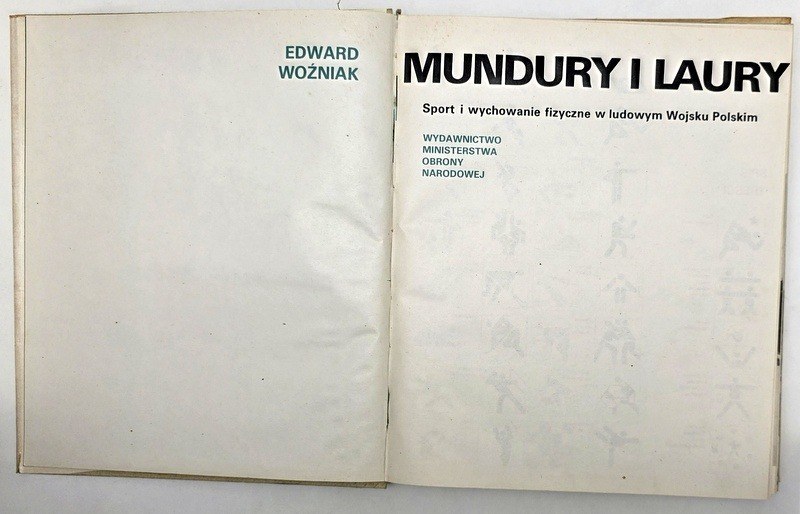 EDWARD
WOŹNIAK
MUNDURY I LAURY
Sport i wychowanie fizyczne w ludowym Wojsku Polskim
WYDAWNICTWO
MINISTERSTWA
OBRONY
NARODOWEJ